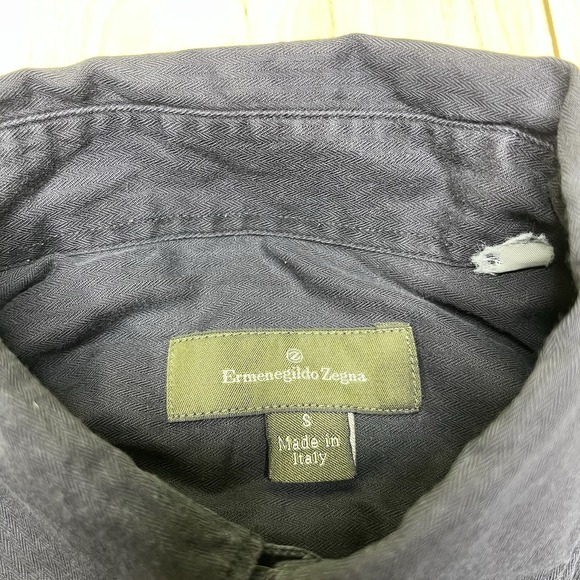 Ermenegildo Zegna
S
Made in
Italy